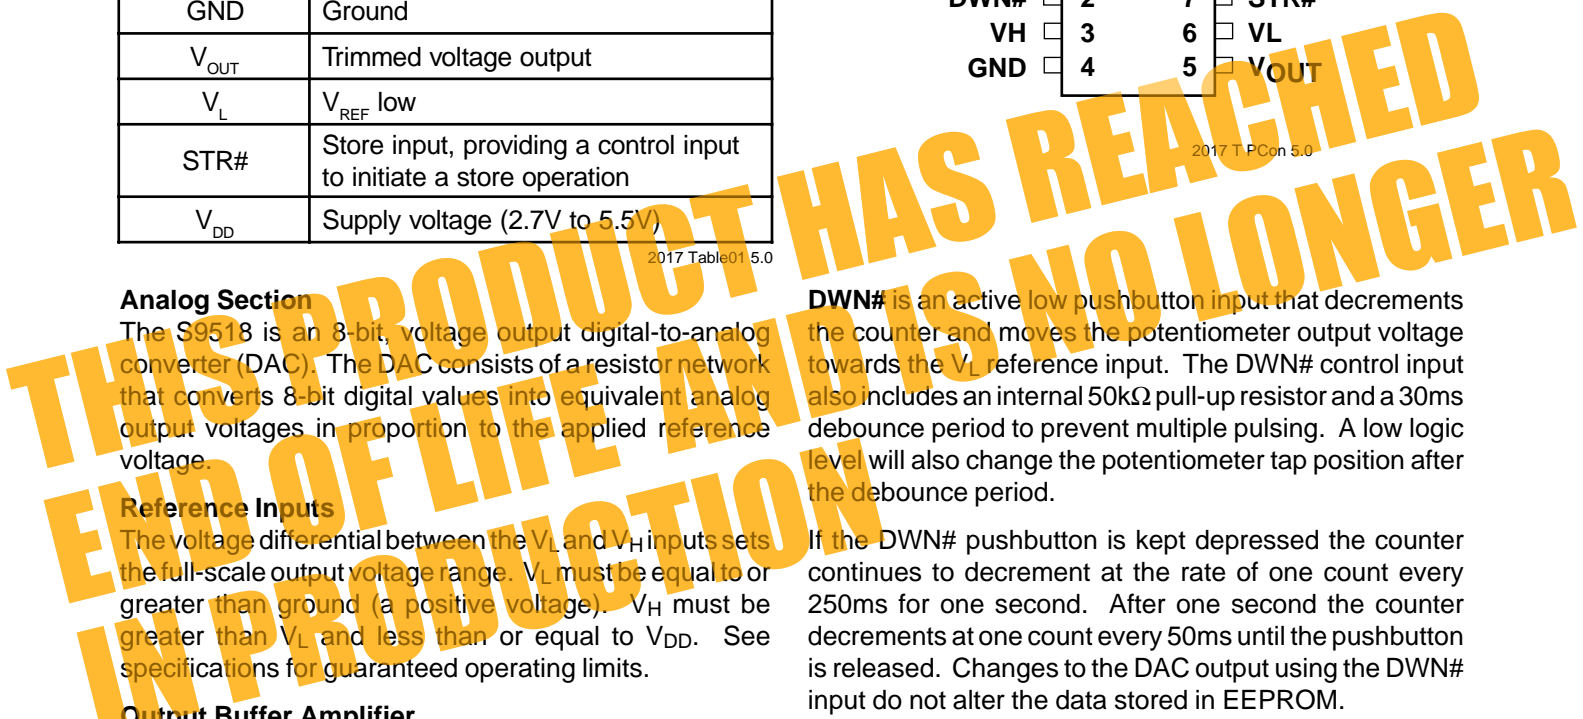 GND Ground
VOUT Trimmed voltage output
VL VREF low
STR# Store input, providing a control input
to initiate a store operation
VDD Supply voltage (2.7V to 5.5V)
2017 Table01 5.0
DWN# 2 7 STR#
VH 3 6 VL
GND 4 5 VOUT
2017 T PCon 5.0
Analog Section
The S9518 is an 8-bit, voltage output digital-to-analog
converter (DAC). The DAC consists of a resistor network
that converts 8-bit digital values into equivalent analog
output voltages in proportion to the applied reference
voltage.
Reference Inputs
The voltage differential between the VL and VH inputs sets
the full-scale output voltage range. VL must be equal to or
greater than ground (a positive voltage). VH must be
greater than VL and less than or equal to VDD. See
specifications for guaranteed operating limits.
Output Buffer Amplifier
DWN# is an active low pushbutton input that decrements
the counter and moves the potentiometer output voltage
towards the VL reference input. The DWN# control input
also includes an internal 50kΩ pull-up resistor and a 30ms
debounce period to prevent multiple pulsing. A low logic
level will also change the potentiometer tap position after
the debounce period.
If the DWN# pushbutton is kept depressed the counter
continues to decrement at the rate of one count every
250ms for one second. After one second the counter
decrements at one count every 50ms until the pushbutton
is released. Changes to the DAC output using the DWN#
input do not alter the data stored in EEPROM.
THIS PRODUCT HAS REACHED
END OF LIFE AND IS NO LONGER
IN PRODUCTION